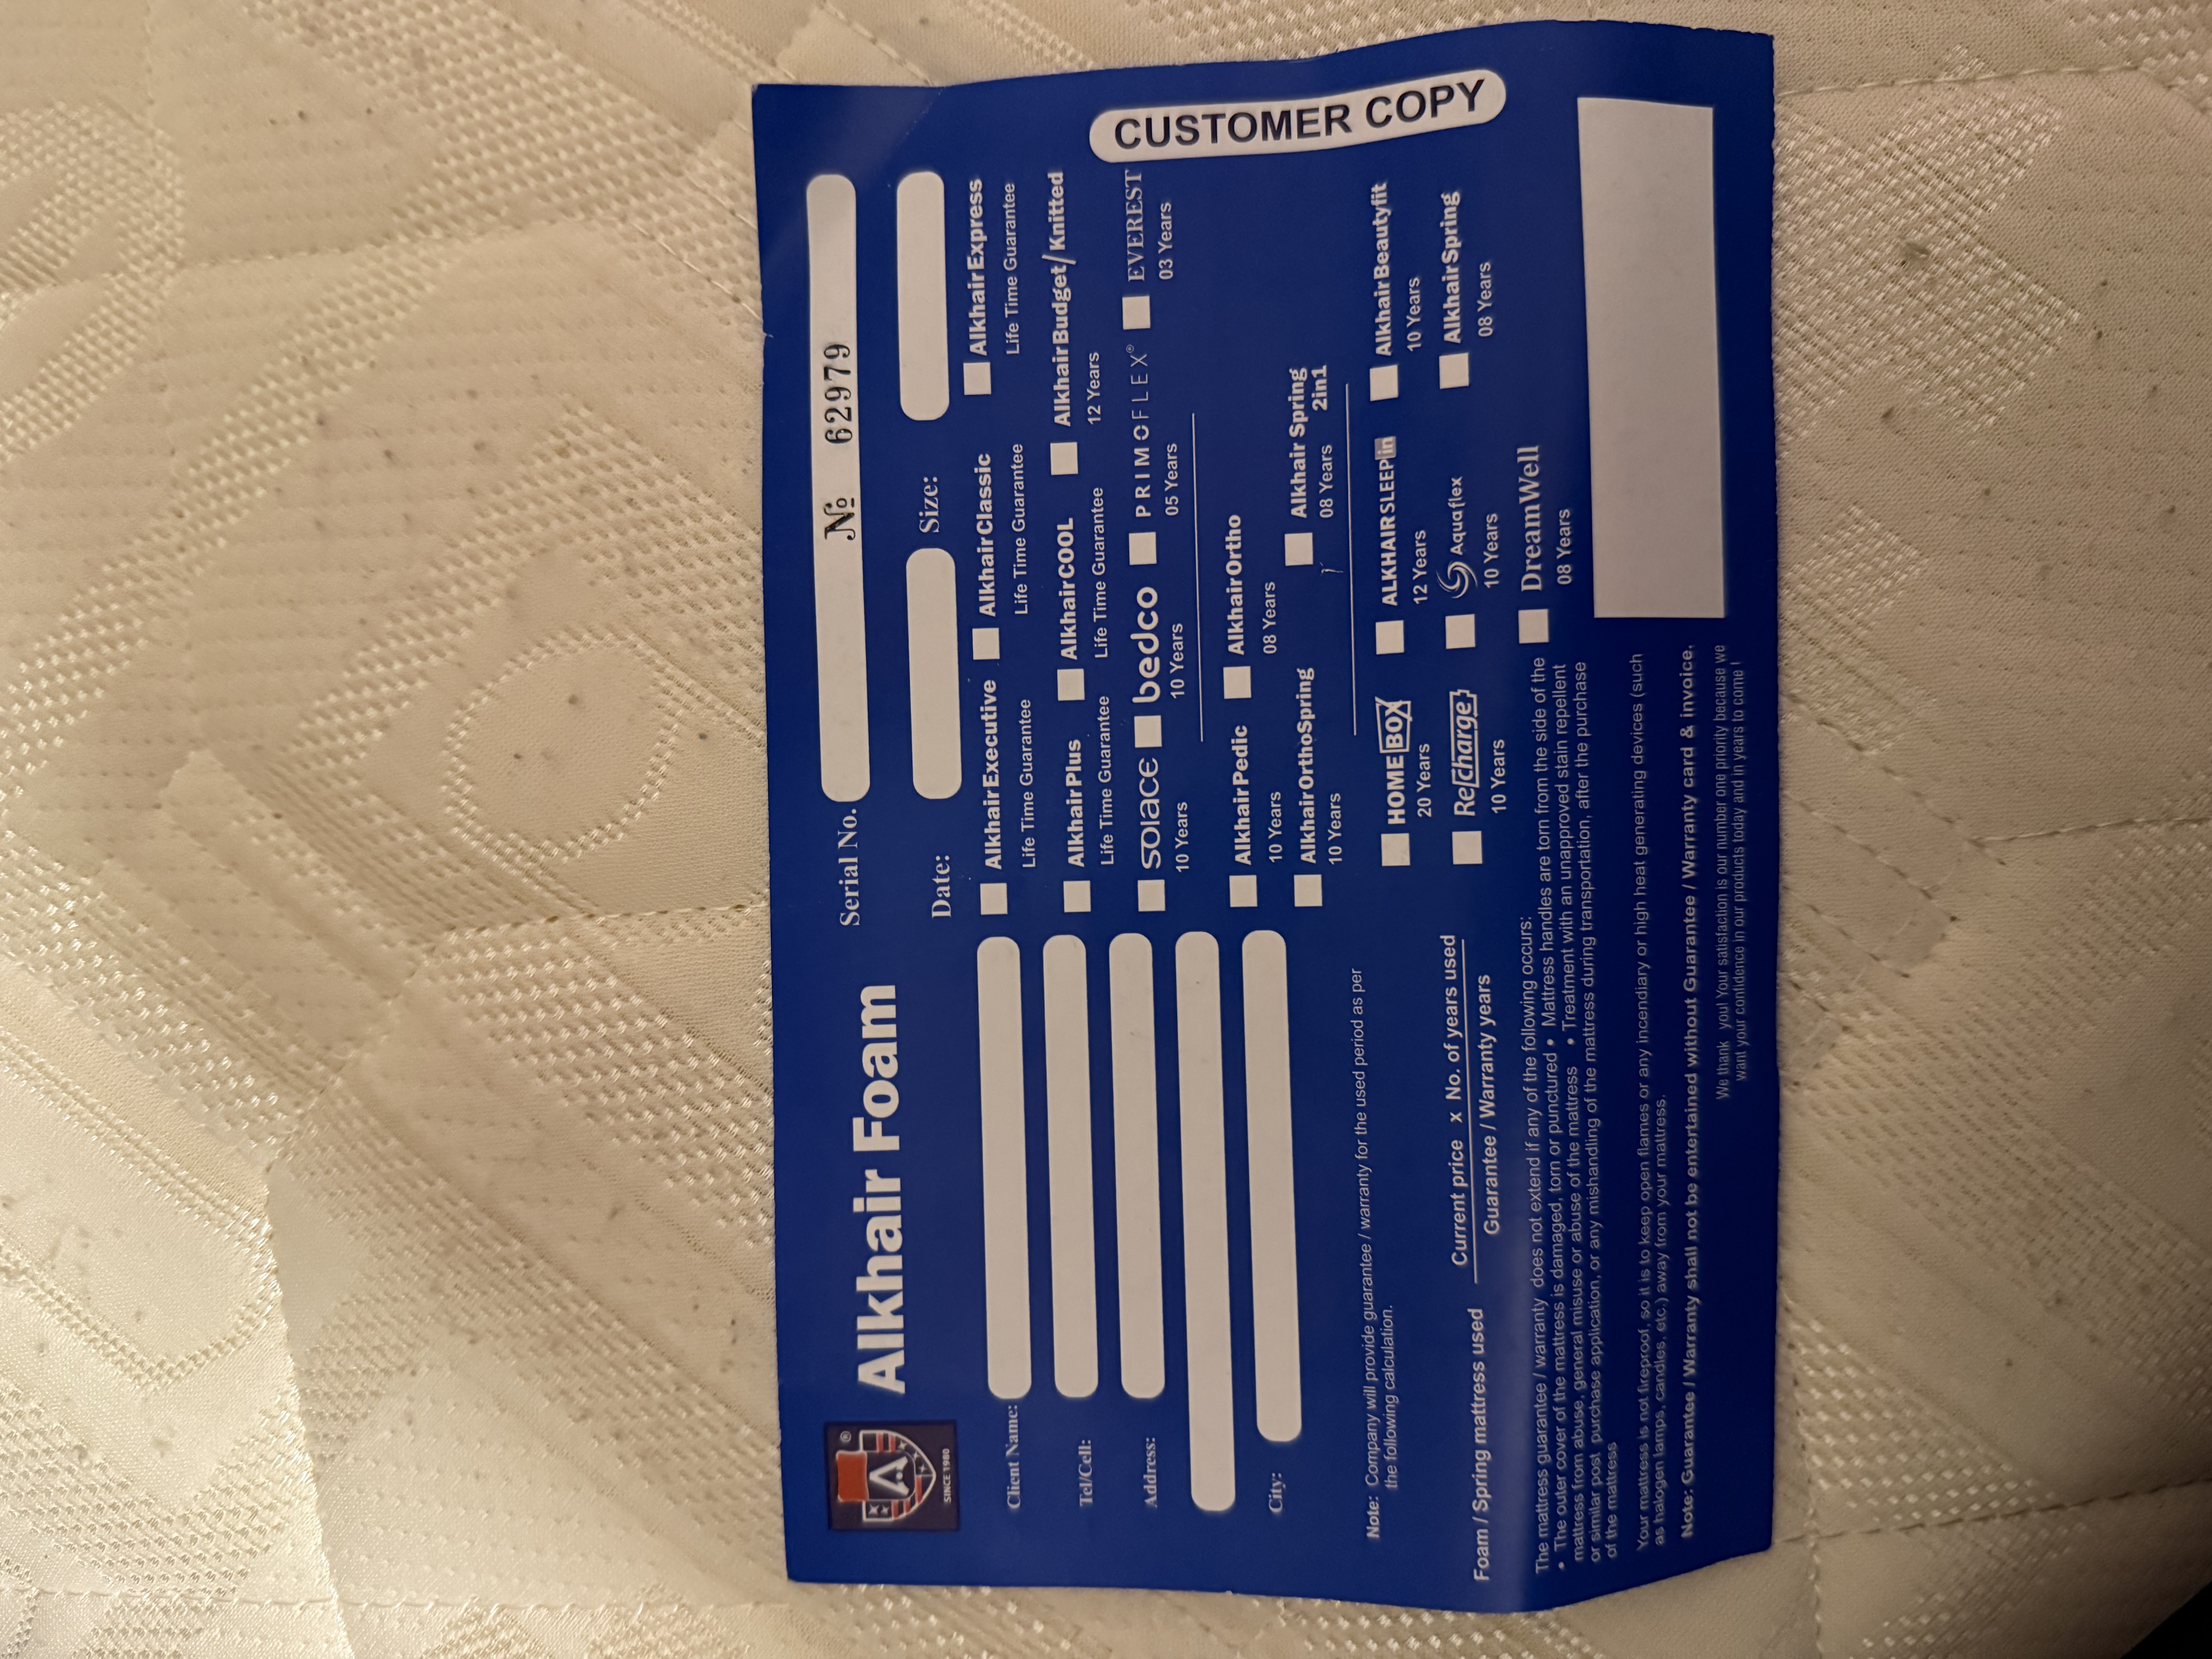 SINCE 1980
Alkhair Foam
Serial No. № 62979
Date: Size:
Client Name:
Tel/Cell:
Address:
City:
Alkhair Executive Alkhair Classic Alkhair Express
Life Time Guarantee Life Time Guarantee Life Time Guarantee
Alkhair Plus Alkhair COOL Alkhair Budget/Knitted
Life Time Guarantee Life Time Guarantee 12 Years
solace bedco PRIMOFLEX® EVEREST
10 Years 10 Years 05 Years 03 Years
Alkhair Pedic Alkhair Ortho
10 Years 08 Years
Alkhair OrthoSpring Alkhair Spring 2in1
10 Years 08 Years
HOME BOX ALKHAIR SLEEP in Alkhair Beautyfit
20 Years 12 Years 10 Years
Recharge Aquaflex Alkhair Spring
10 Years 10 Years 08 Years
DreamWell
08 Years
CUSTOMER COPY
Note: Company will provide guarantee / warranty for the used period as per
the following calculation.
Foam / Spring mattress used Current price x No. of years used
Guarantee / Warranty years
The mattress guarantee / warranty does not extend if any of the following occurs:
• The outer cover of the mattress is damaged, torn or punctured • Mattress handles are torn from the side of the
mattress from abuse, general misuse or abuse of the mattress • Treatment with an unapproved stain repellent
or similar post purchase application, or any mishandling of the mattress during transportation, after the purchase
of the mattress
Your mattress is not fireproof, so it is to keep open flames or any incendiary or high heat generating devices (such
as halogen lamps, candles, etc.) away from your mattress.
Note: Guarantee / Warranty shall not be entertained without Guarantee / Warranty card & invoice.
We thank you! Your satisfaction is our number one priority because we
want your confidence in our products today and in years to come !